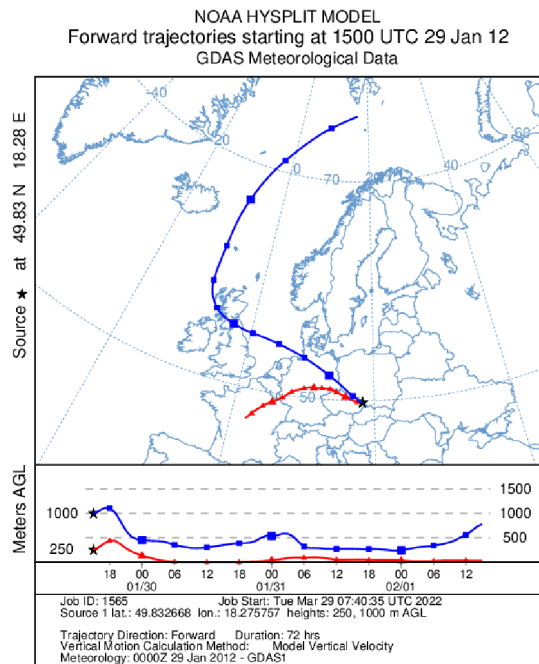 NOAA HYSPLIT MODEL
Forward trajectories starting at 1500 UTC 29 Jan 12
GDAS Meteorological Data
Source ★ at 49.83 N 18.28 E
-40
-20
0
70
40
60
20
50
Meters AGL
1500
1000
1000
500
250
18 00 06 12 18 00 06 12 18 00 06 12
01/30 01/31 02/01
Job ID: 1565 Job Start: Tue Mar 29 07:40:35 UTC 2022
Source 1 lat.: 49.832668 lon.: 18.275757 heights: 250, 1000 m AGL
Trajectory Direction: Forward Duration: 72 hrs
Vertical Motion Calculation Method: Model Vertical Velocity
Meteorology: 0000Z 29 Jan 2012 - GDAS1